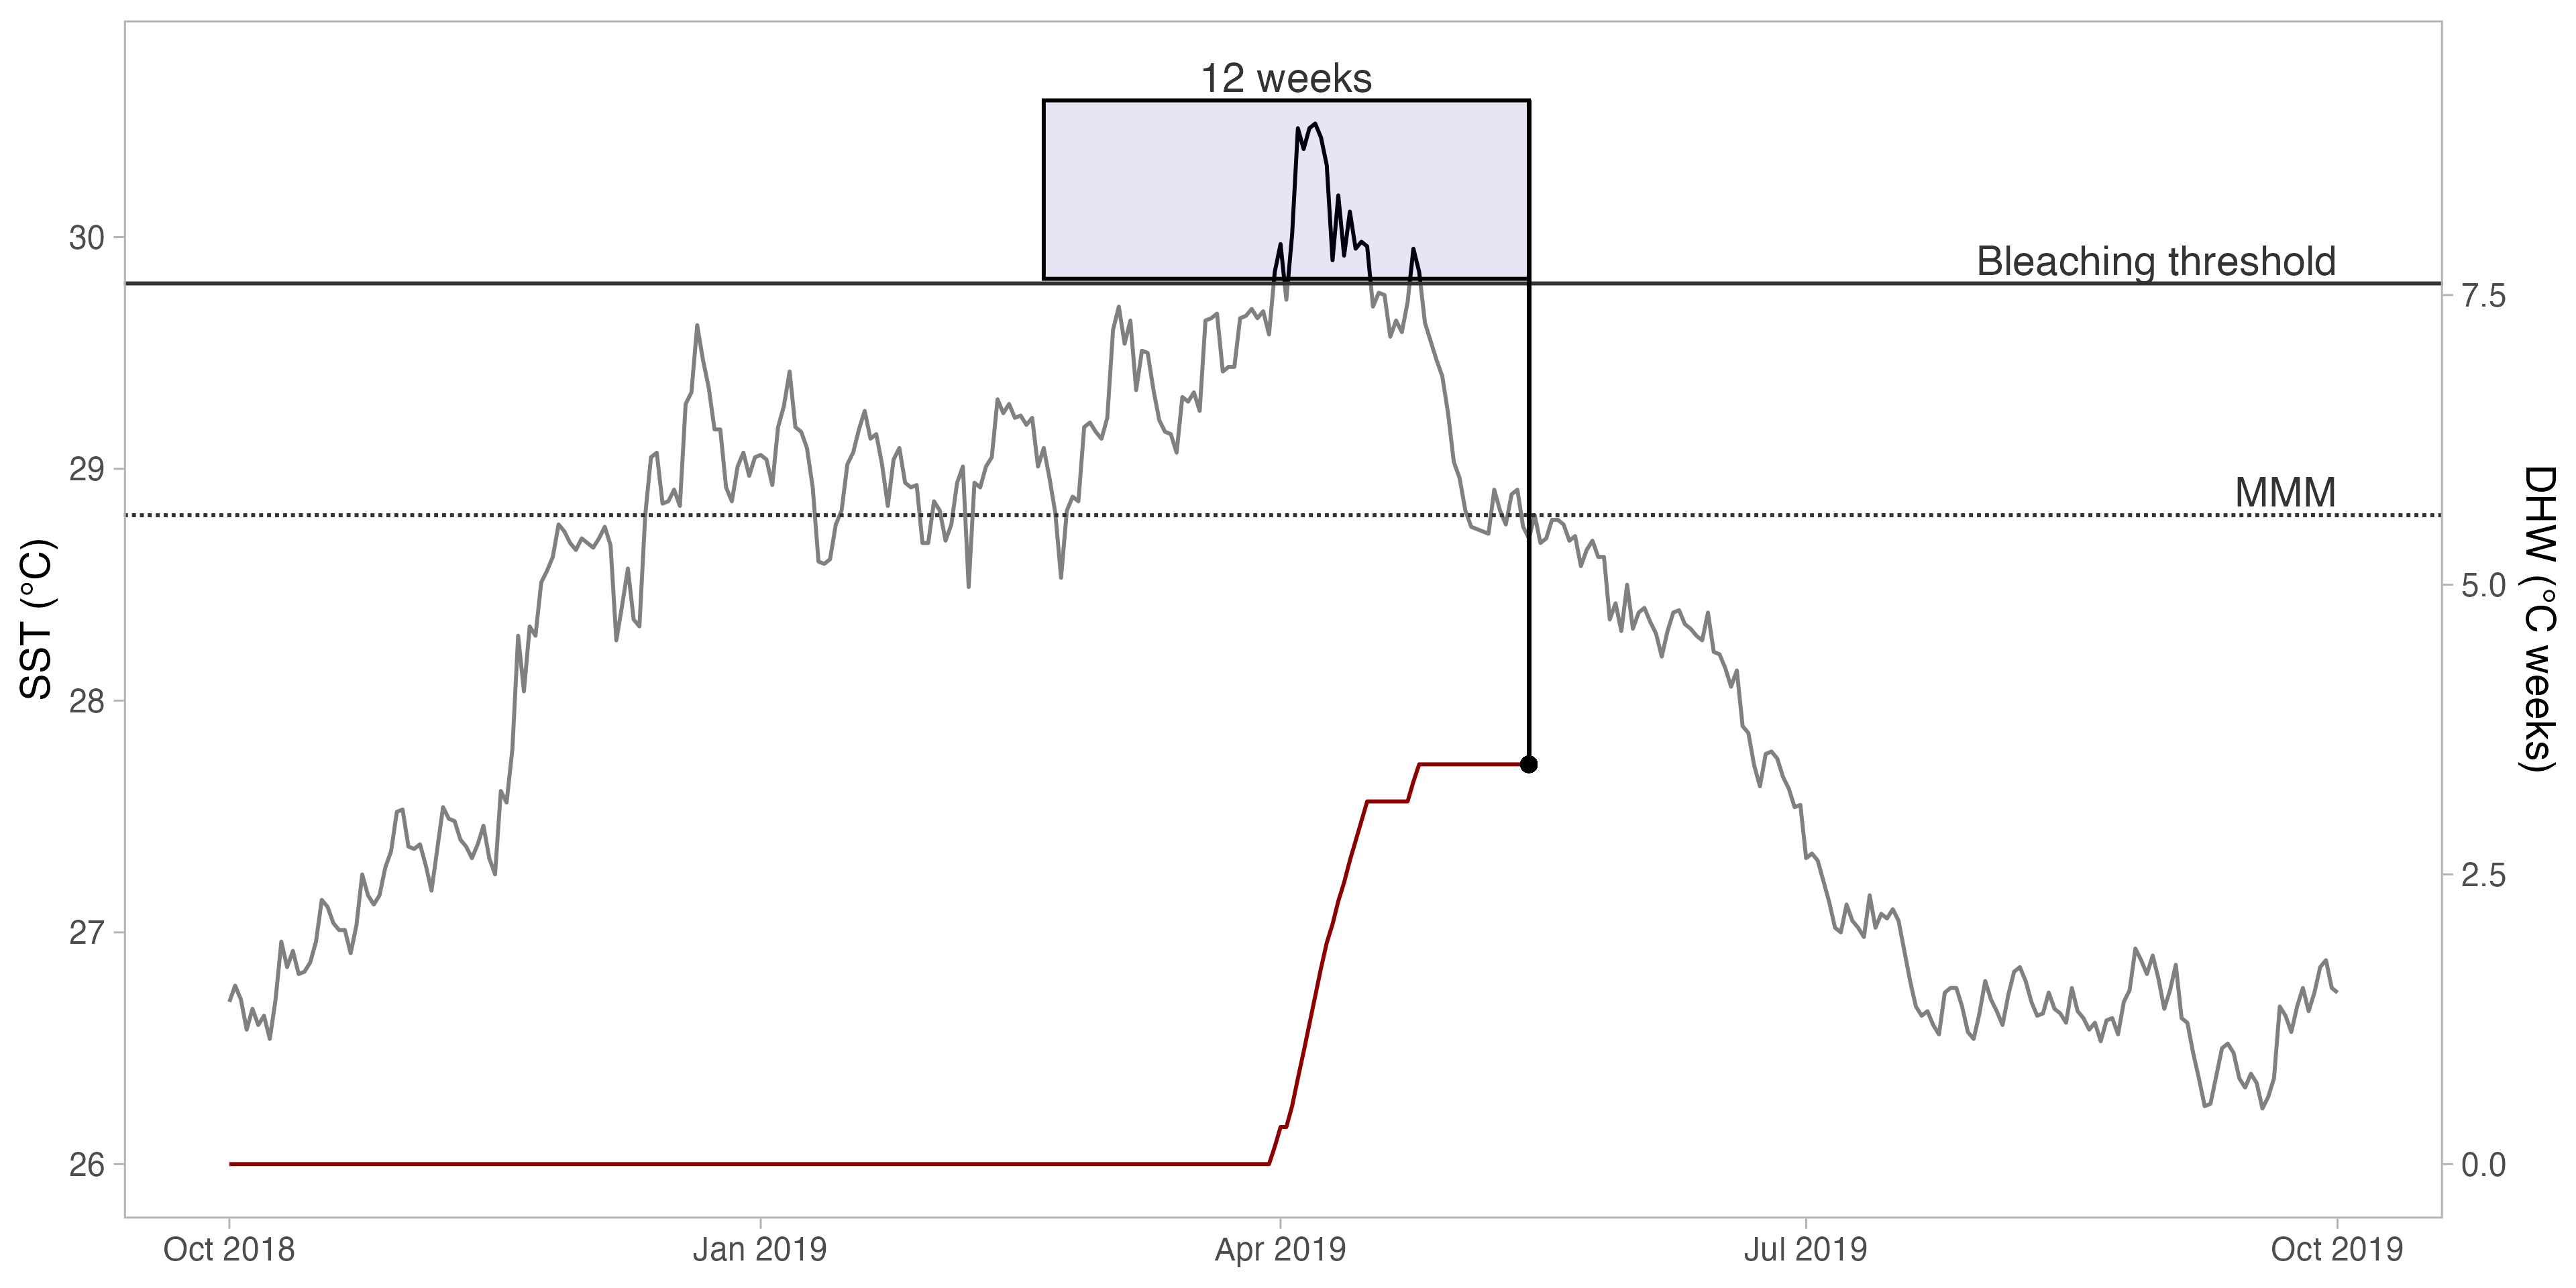 12 weeks
Bleaching threshold
MMM
SST (°C)
30
29
28
27
26
DHW (°C weeks)
7.5
5.0
2.5
0.0
Oct 2018
Jan 2019
Apr 2019
Jul 2019
Oct 2019